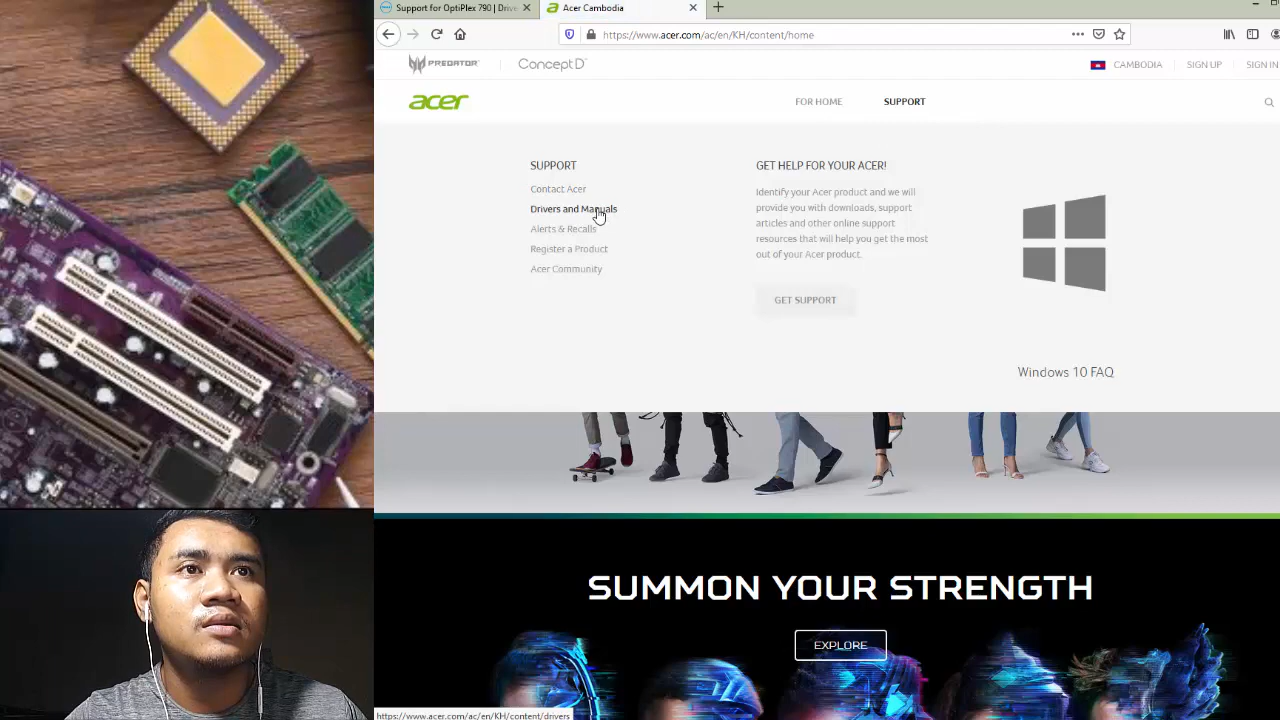 Support for OptiPlex 790 | Drive
Acer Cambodia
https://www.acer.com/ac/en/KH/content/home
PREDATOR
ConceptD
CAMBODIA
SIGN UP
SIGN IN
acer
FOR HOME
SUPPORT
SUPPORT
Contact Acer
Drivers and Manuals
Alerts & Recalls
Register a Product
Acer Community
GET HELP FOR YOUR ACER!
Identify your Acer product and we will
provide you with downloads, support
articles and other online support
resources that will help you get the most
out of your Acer product.
GET SUPPORT
Windows 10 FAQ
SUMMON YOUR STRENGTH
EXPLORE
https://www.acer.com/ac/en/KH/content/drivers